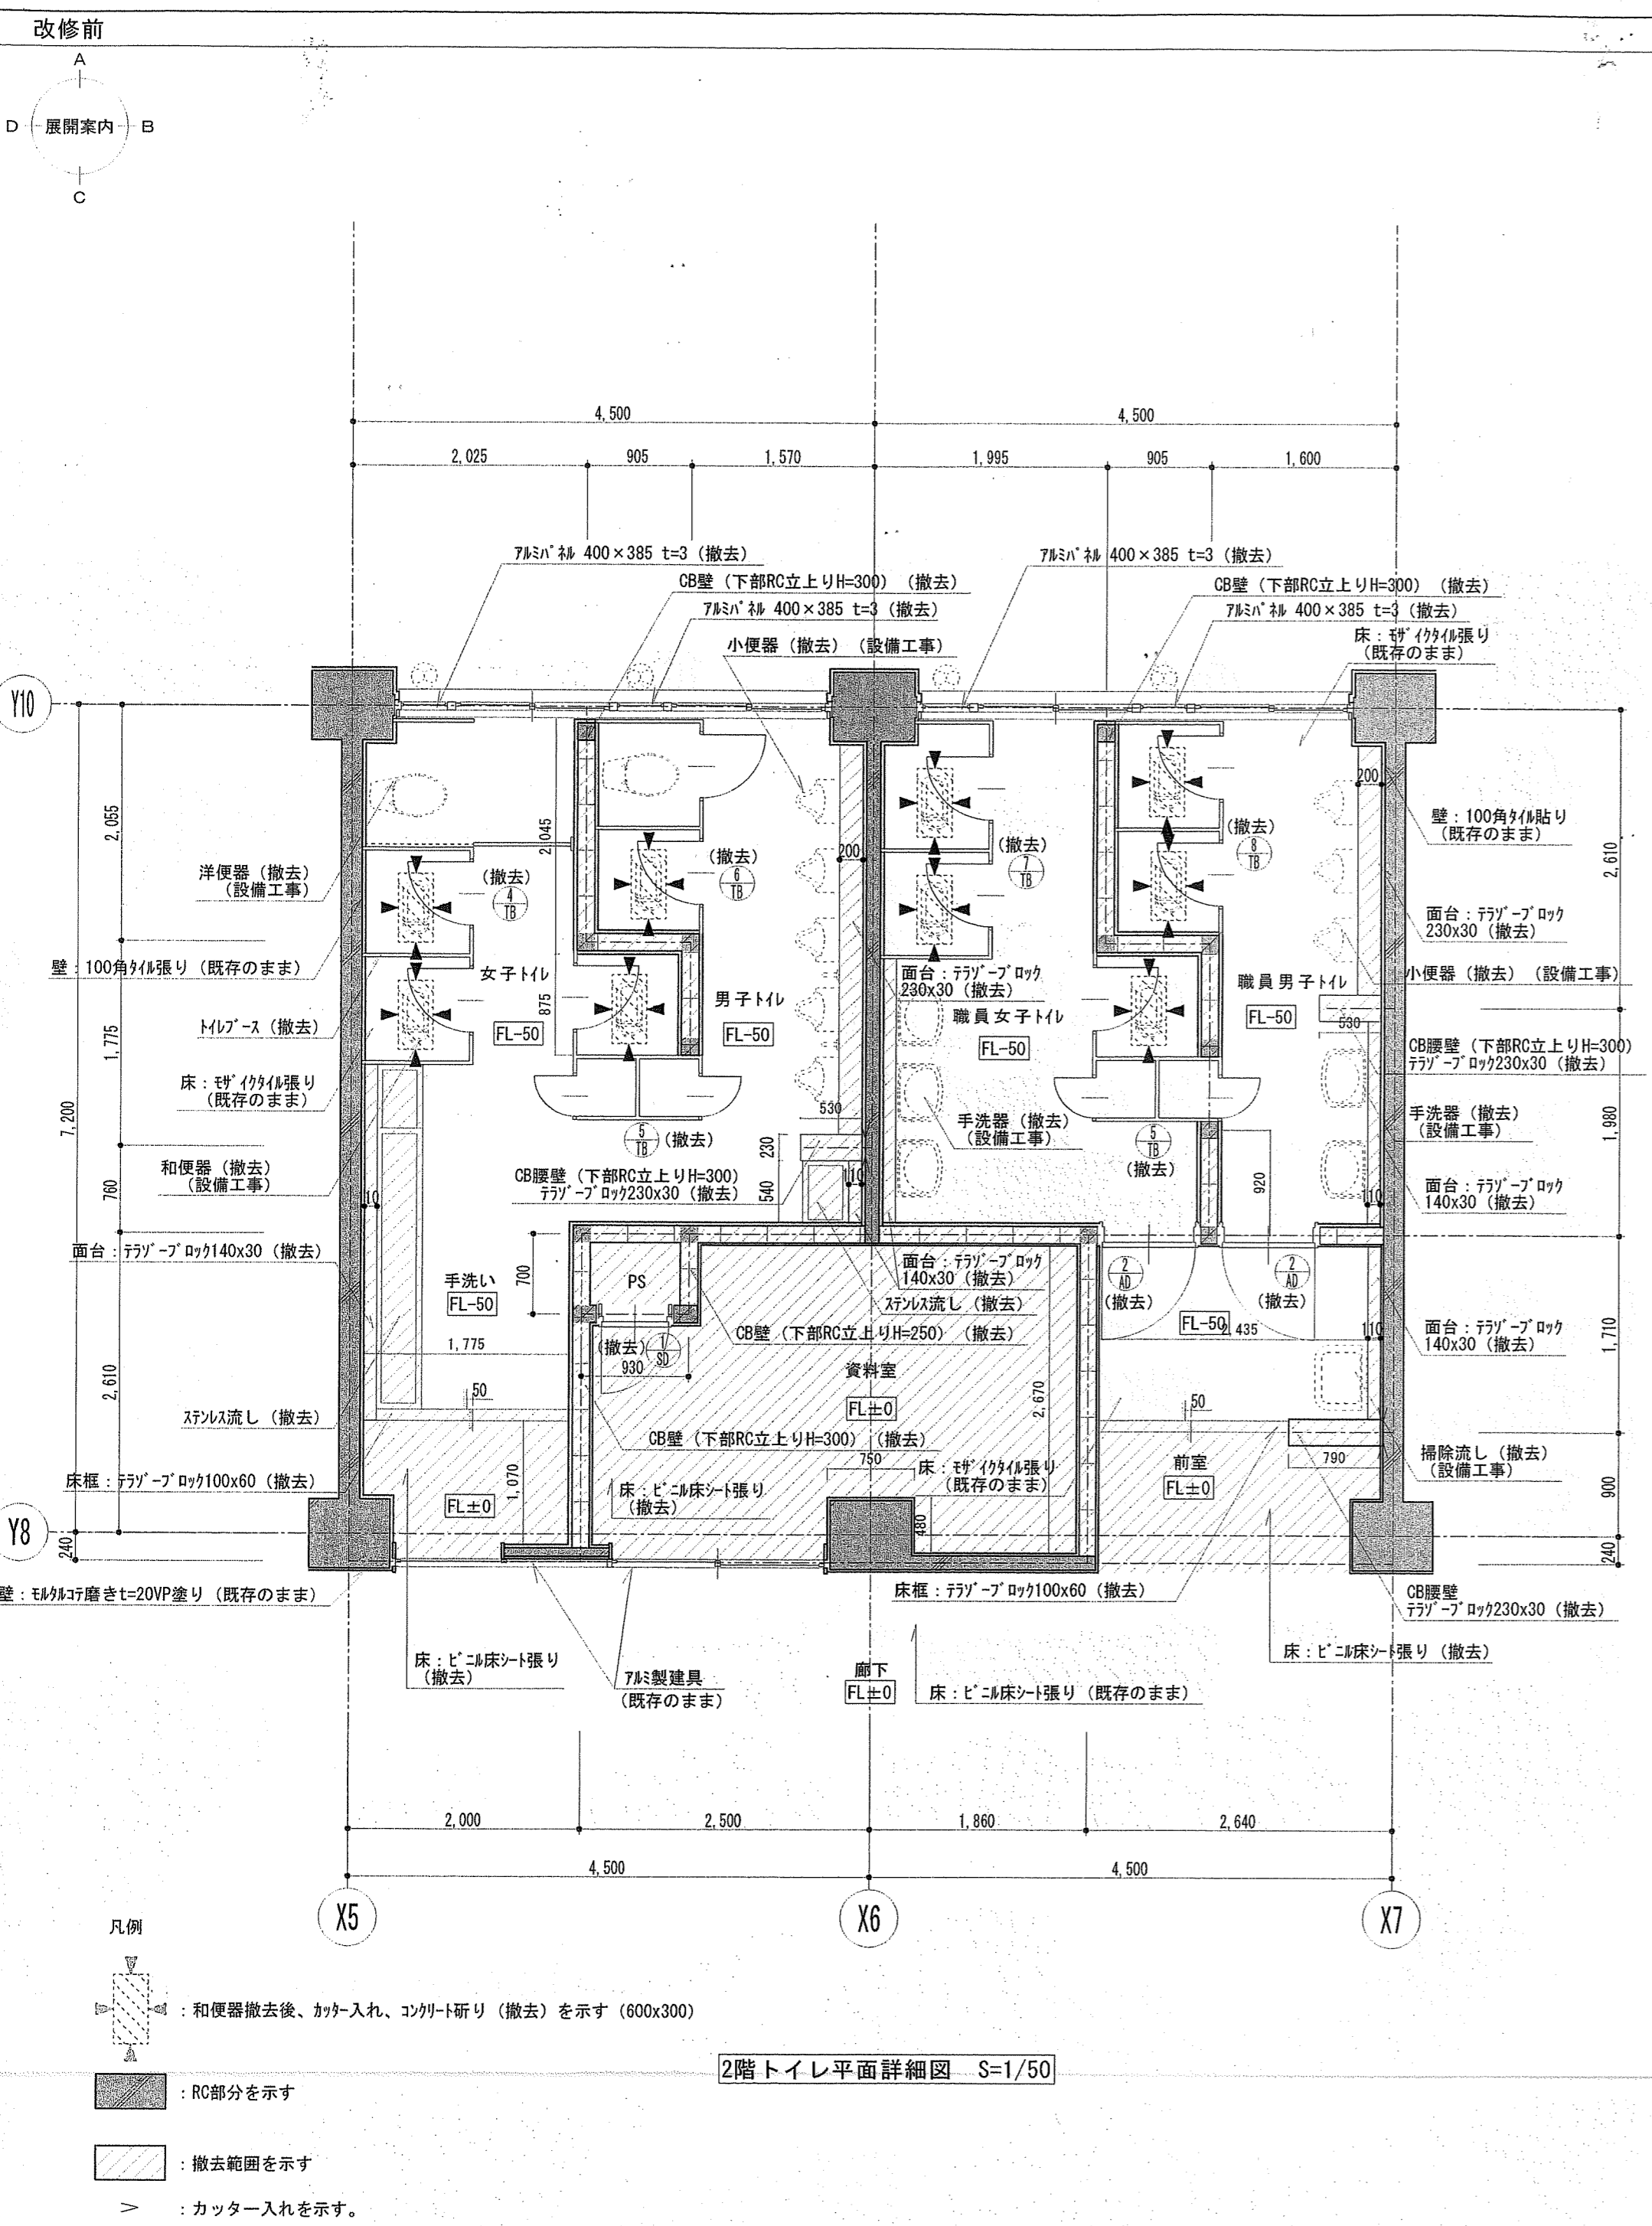 改修前
A
D
展開案内
B
C
4,500
4,500
2,025
905
1,570
1,995
905
1,600
ｱﾙﾐﾊﾟﾈﾙ 400×385 t=3（撤去）
ｱﾙﾐﾊﾟﾈﾙ 400×385 t=3（撤去）
CB壁（下部RC立上りH=300）（撤去）
CB壁（下部RC立上りH=300）（撤去）
ｱﾙﾐﾊﾟﾈﾙ 400×385 t=3（撤去）
ｱﾙﾐﾊﾟﾈﾙ 400×385 t=3（撤去）
小便器（撤去）（設備工事）
床：ﾓｻﾞｲｸﾀｲﾙ張り
（既存のまま）
Y10
200
200
壁：100角ﾀｲﾙ貼り
（既存のまま）
2,055
2,045
2,610
洋便器（撤去）
（設備工事）
（撤去）
4
TB
（撤去）
6
TB
（撤去）
7
TB
（撤去）
8
TB
面台：ﾃﾗｿﾞｰﾌﾞﾛｯｸ
230x30（撤去）
壁：100角ﾀｲﾙ張り（既存のまま）
女子ﾄｲﾚ
FL-50
875
男子ﾄｲﾚ
FL-50
面台：ﾃﾗｿﾞｰﾌﾞﾛｯｸ
230x30（撤去）
職員女子ﾄｲﾚ
FL-50
職員男子ﾄｲﾚ
FL-50
小便器（撤去）（設備工事）
530
1,775
ﾄｲﾚﾌﾞｰｽ（撤去）
CB腰壁（下部RC立上りH=300）
ﾃﾗｿﾞｰﾌﾞﾛｯｸ230x30（撤去）
床：ﾓｻﾞｲｸﾀｲﾙ張り
（既存のまま）
7,200
530
手洗器（撤去）
（設備工事）
手洗器（撤去）
（設備工事）
1,980
5
TB
（撤去）
5
TB
（撤去）
230
540
920
和便器（撤去）
（設備工事）
760
CB腰壁（下部RC立上りH=300）
ﾃﾗｿﾞｰﾌﾞﾛｯｸ230x30（撤去）
110
面台：ﾃﾗｿﾞｰﾌﾞﾛｯｸ
140x30（撤去）
面台：ﾃﾗｿﾞｰﾌﾞﾛｯｸ140x30（撤去）
手洗い
FL-50
700
PS
面台：ﾃﾗｿﾞｰﾌﾞﾛｯｸ
140x30（撤去）
ｽﾃﾝﾚｽ流し（撤去）
2
AD
（撤去）
2
AD
（撤去）
FL-50
2,435
110
CB壁（下部RC立上りH=250）（撤去）
面台：ﾃﾗｿﾞｰﾌﾞﾛｯｸ
140x30（撤去）
1,710
1,775
（撤去）
1
SD
930
資料室
FL±0
2,670
2,610
50
50
ｽﾃﾝﾚｽ流し（撤去）
CB壁（下部RC立上りH=300）（撤去）
750
床：ﾓｻﾞｲｸﾀｲﾙ張り
（既存のまま）
前室
FL±0
790
掃除流し（撤去）
（設備工事）
床框：ﾃﾗｿﾞｰﾌﾞﾛｯｸ100x60（撤去）
FL±0
1,070
床：ﾋﾞﾆﾙ床ｼｰﾄ張り
（撤去）
480
900
Y8
240
240
壁：ﾓﾙﾀﾙｺﾃ磨きt=20VP塗り（既存のまま）
床框：ﾃﾗｿﾞｰﾌﾞﾛｯｸ100x60（撤去）
CB腰壁
ﾃﾗｿﾞｰﾌﾞﾛｯｸ230x30（撤去）
床：ﾋﾞﾆﾙ床ｼｰﾄ張り
（撤去）
ｱﾙﾐ製建具
（既存のまま）
廊下
FL±0
床：ﾋﾞﾆﾙ床ｼｰﾄ張り（既存のまま）
床：ﾋﾞﾆﾙ床ｼｰﾄ張り（撤去）
2,000
2,500
1,860
2,640
4,500
4,500
X5
X6
X7
凡例
：和便器撤去後、ｶｯﾀｰ入れ、ｺﾝｸﾘｰﾄ斫り（撤去）を示す（600x300）
2階トイレ平面詳細図　S=1/50
：RC部分を示す
：撤去範囲を示す
：カッター入れを示す。